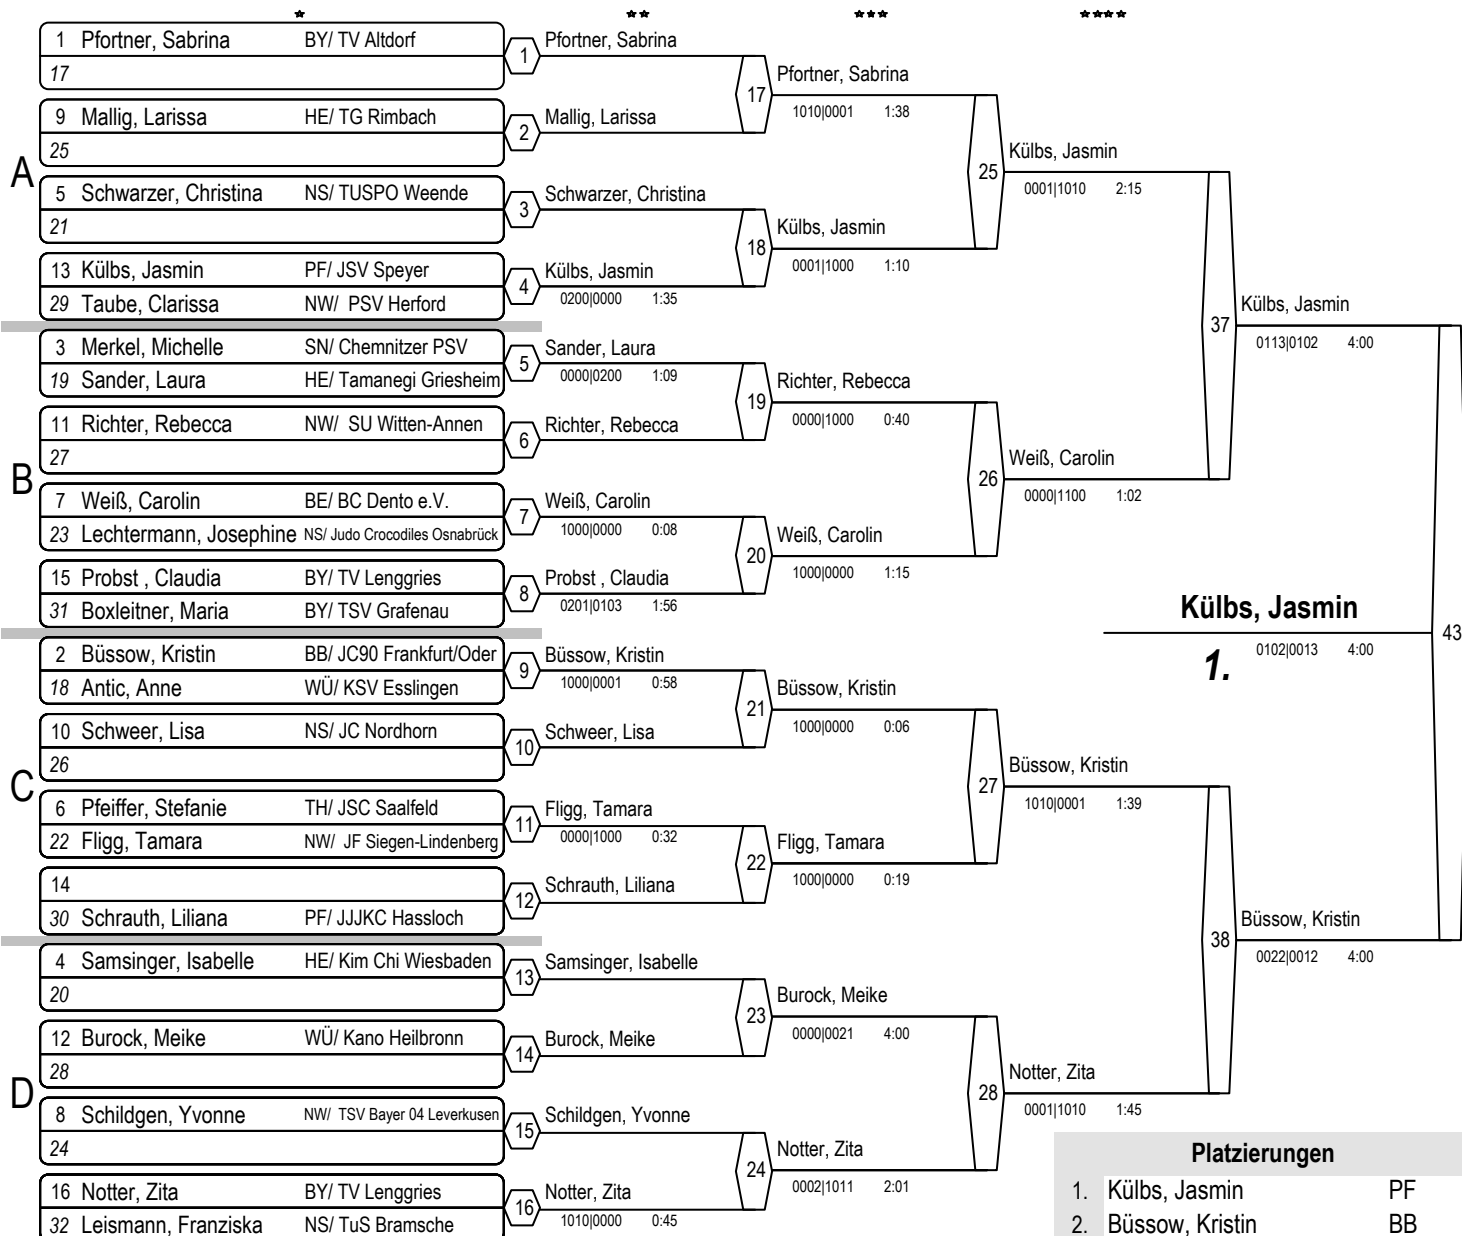 * ** *** ****
1 Pfortner, Sabrina BY/ TV Altdorf
17
9 Mallig, Larissa HE/ TG Rimbach
25
A
5 Schwarzer, Christina NS/ TUSPO Weende
21
13 Külbs, Jasmin PF/ JSV Speyer
29 Taube, Clarissa NW/ PSV Herford
3 Merkel, Michelle SN/ Chemnitzer PSV
19 Sander, Laura HE/ Tamanegi Griesheim
11 Richter, Rebecca NW/ SU Witten-Annen
27
B
7 Weiß, Carolin BE/ BC Dento e.V.
23 Lechtermann, Josephine NS/ Judo Crocodiles Osnabrück
15 Probst , Claudia BY/ TV Lenggries
31 Boxleitner, Maria BY/ TSV Grafenau
2 Büssow, Kristin BB/ JC90 Frankfurt/Oder
18 Antic, Anne WÜ/ KSV Esslingen
10 Schweer, Lisa NS/ JC Nordhorn
26
C
6 Pfeiffer, Stefanie TH/ JSC Saalfeld
22 Fligg, Tamara NW/ JF Siegen-Lindenberg
14
30 Schrauth, Liliana PF/ JJJKC Hassloch
4 Samsinger, Isabelle HE/ Kim Chi Wiesbaden
20
12 Burock, Meike WÜ/ Kano Heilbronn
28
D
8 Schildgen, Yvonne NW/ TSV Bayer 04 Leverkusen
24
16 Notter, Zita BY/ TV Lenggries
32 Leismann, Franziska NS/ TuS Bramsche
1 Pfortner, Sabrina
2 Mallig, Larissa
3 Schwarzer, Christina
4 Külbs, Jasmin
0200|0000 1:35
5 Sander, Laura
0000|0200 1:09
6 Richter, Rebecca
7 Weiß, Carolin
1000|0000 0:08
8 Probst , Claudia
0201|0103 1:56
9 Büssow, Kristin
1000|0001 0:58
10 Schweer, Lisa
11 Fligg, Tamara
0000|1000 0:32
12 Schrauth, Liliana
13 Samsinger, Isabelle
14 Burock, Meike
15 Schildgen, Yvonne
16 Notter, Zita
1010|0000 0:45
17 Pfortner, Sabrina
1010|0001 1:38
18 Külbs, Jasmin
0001|1000 1:10
19 Richter, Rebecca
0000|1000 0:40
20 Weiß, Carolin
1000|0000 1:15
21 Büssow, Kristin
1000|0000 0:06
22 Fligg, Tamara
1000|0000 0:19
23 Burock, Meike
0000|0021 4:00
24 Notter, Zita
0002|1011 2:01
25 Külbs, Jasmin
0001|1010 2:15
26 Weiß, Carolin
0000|1100 1:02
27 Büssow, Kristin
1010|0001 1:39
28 Notter, Zita
0001|1010 1:45
37 Külbs, Jasmin
0113|0102 4:00
38 Büssow, Kristin
0022|0012 4:00
Külbs, Jasmin
43
1. 0102|0013 4:00
Platzierungen
1. Külbs, Jasmin PF
2. Büssow, Kristin BB